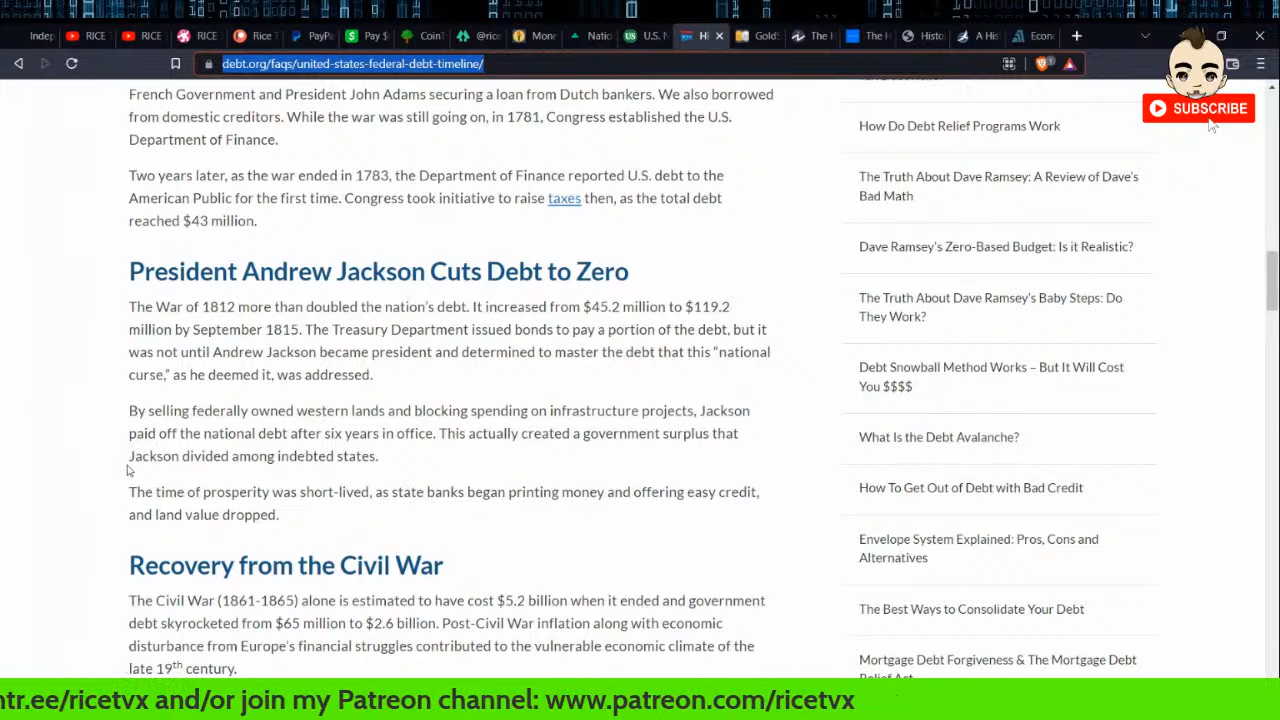 Indep
RICE
RICE
RICE
Rice T
PayPa
Pay $
CoinT
@rice
Mone
Natio
U.S. N
Hi
GoldS
The H
The H
Histo
A His
Econo
debt.org/faqs/united-states-federal-debt-timeline/
SUBSCRIBE
French Government and President John Adams securing a loan from Dutch bankers. We also borrowed
from domestic creditors. While the war was still going on, in 1781, Congress established the U.S.
Department of Finance.
Two years later, as the war ended in 1783, the Department of Finance reported U.S. debt to the
American Public for the first time. Congress took initiative to raise taxes then, as the total debt
reached $43 million.
President Andrew Jackson Cuts Debt to Zero
The War of 1812 more than doubled the nation's debt. It increased from $45.2 million to $119.2
million by September 1815. The Treasury Department issued bonds to pay a portion of the debt, but it
was not until Andrew Jackson became president and determined to master the debt that this “national
curse,” as he deemed it, was addressed.
By selling federally owned western lands and blocking spending on infrastructure projects, Jackson
paid off the national debt after six years in office. This actually created a government surplus that
Jackson divided among indebted states.
The time of prosperity was short-lived, as state banks began printing money and offering easy credit,
and land value dropped.
Recovery from the Civil War
The Civil War (1861-1865) alone is estimated to have cost $5.2 billion when it ended and government
debt skyrocketed from $65 million to $2.6 billion. Post-Civil War inflation along with economic
disturbance from Europe's financial struggles contributed to the vulnerable economic climate of the
late 19th century.
How Do Debt Relief Programs Work
The Truth About Dave Ramsey: A Review of Dave's
Bad Math
Dave Ramsey's Zero-Based Budget: Is it Realistic?
The Truth About Dave Ramsey's Baby Steps: Do
They Work?
Debt Snowball Method Works – But It Will Cost
You $$$$
What Is the Debt Avalanche?
How To Get Out of Debt with Bad Credit
Envelope System Explained: Pros, Cons and
Alternatives
The Best Ways to Consolidate Your Debt
Mortgage Debt Forgiveness & The Mortgage Debt
ntr.ee/ricetvx and/or join my Patreon channel: www.patreon.com/ricetvx